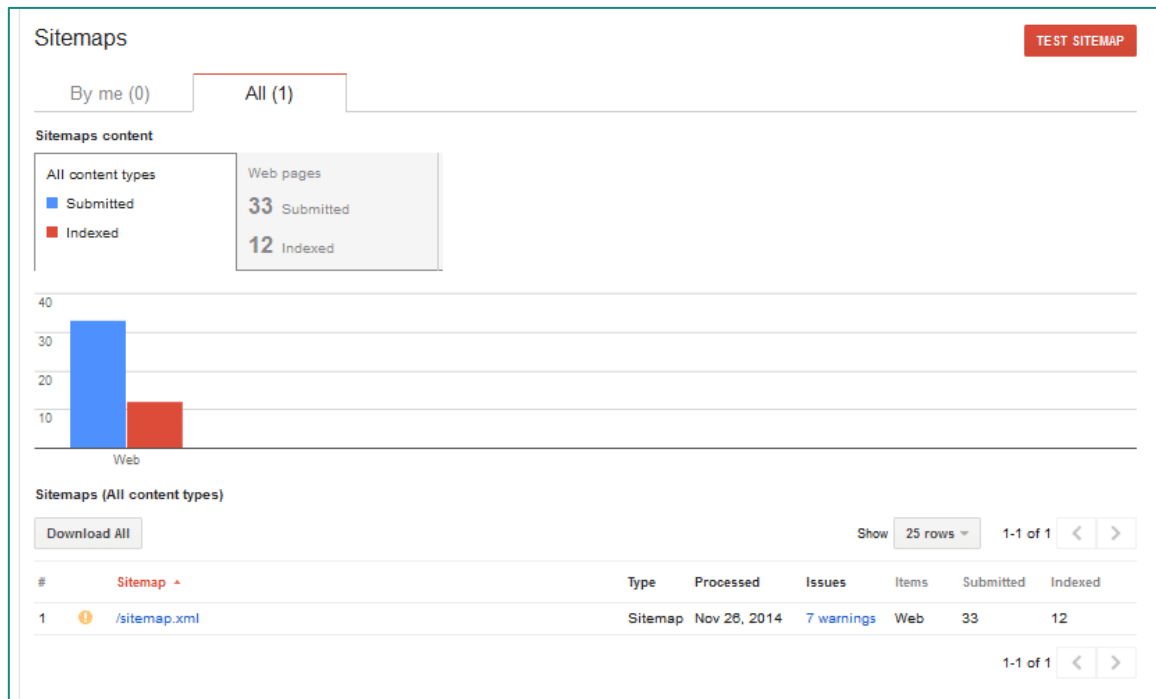 Sitemaps
TEST SITEMAP
By me (0) All (1)
Sitemaps content
All content types
Submitted
Indexed
Web pages
33 Submitted
12 Indexed
40
30
20
10
Web
Sitemaps (All content types)
Download All Show 25 rows 1-1 of 1
# Sitemap Type Processed Issues Items Submitted Indexed
1 /sitemap.xml Sitemap Nov 26, 2014 7 warnings Web 33 12
1-1 of 1